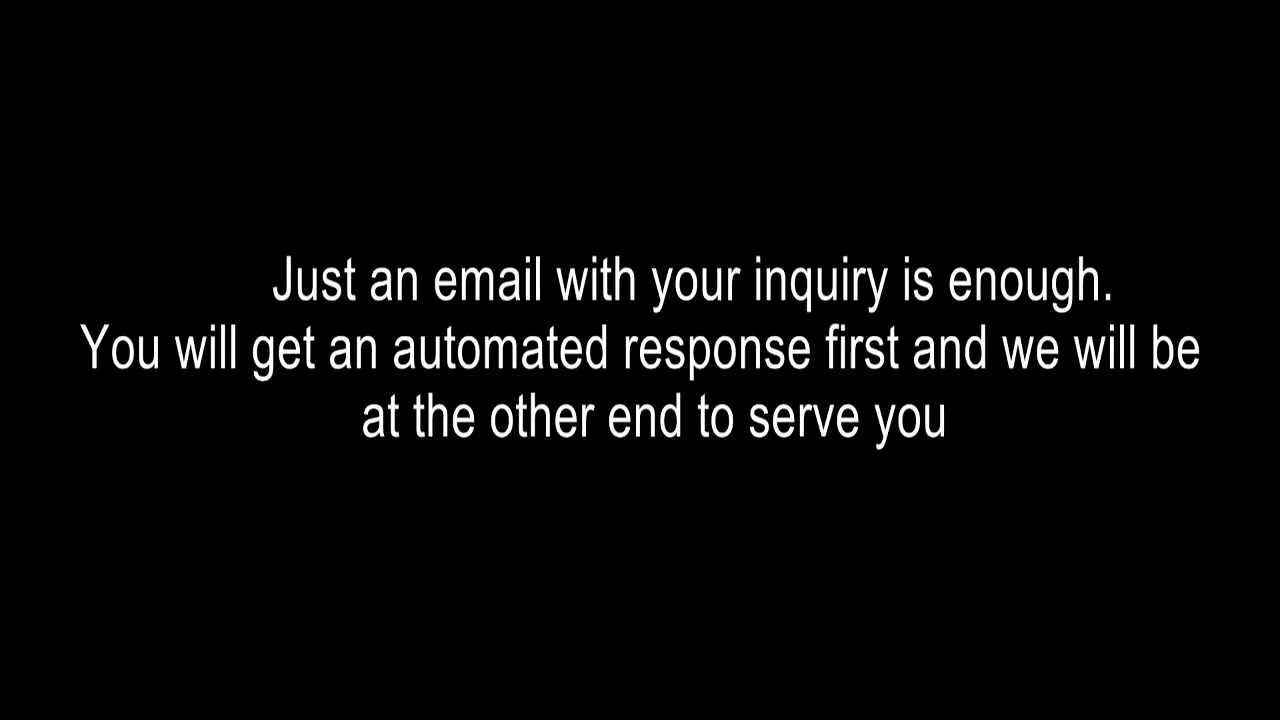 Just an email with your inquiry is enough.
You will get an automated response first and we will be
at the other end to serve you